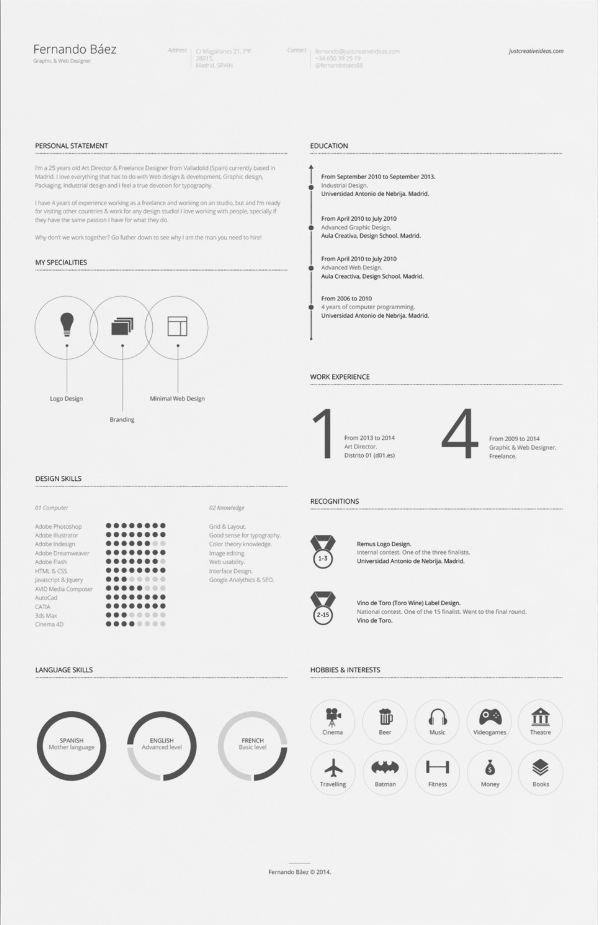 Fernando Báez
Graphic & Web Designer
Address
C/ Magallanes 21, 7ºF
28015,
Madrid, SPAIN
Contact
@fernandobaez88
justcreativeideas.com
PERSONAL STATEMENT
I'm a 25 years old Art Director & Freelance Designer from Valladolid (Spain) currently based in
Madrid. I love everything that has to do with Web design & development, Graphic design,
Packaging, Industrial design and I feel a true devotion for typography.
I have 4 years of experience working as a freelance and working on an studio, but and I'm ready
for visiting other countries & work for any design studio! I love working with people, specially if
they have the same passion I have for what they do.
Why don't we work together? Go futher down to see why I am the man you need to hire!
MY SPECIALITIES
Logo Design
Branding
Minimal Web Design
DESIGN SKILLS
01 Computer
Adobe Photoshop
Adobe Illustrator
Adobe Indesign
Adobe Dreamweaver
Adobe Flash
HTML & CSS
Javascript & Jquery
AVID Media Composer
AutoCad
CATIA
3ds Max
Cinema 4D
02 Knowledge
Grid & Layout.
Good sense for typography.
Color theory knowledge.
Image editing
Web usability.
Interface Design.
Google Analytics & SEO.
LANGUAGE SKILLS
SPANISH
Mother language
ENGLISH
Advanced level
FRENCH
Basic level
EDUCATION
From September 2010 to September 2013.
Industrial Design.
Universidad Antonio de Nebrija. Madrid.
From April 2010 to July 2010
Advanced Graphic Design.
Aula Creactiva, Design School. Madrid.
From April 2010 to July 2010
Advanced Web Design.
Aula Creactiva, Design School. Madrid.
From 2006 to 2010
4 years of computer programming.
Universidad Antonio de Nebrija. Madrid.
WORK EXPERIENCE
1
From 2013 to 2014
Art Director.
Distrito 01 (d01.es)
4
From 2009 to 2014
Graphic & Web Designer.
Freelance.
RECOGNITIONS
1-3
Remus Logo Design.
Internal contest. One of the three finalists.
Universidad Antonio de Nebrija. Madrid.
2-15
Vino de Toro (Toro Wine) Label Design.
National contest. One of the 15 finalist. Went to the final round.
Vino de Toro.
HOBBIES & INTERESTS
Cinema
Beer
Music
Videogames
Theatre
Travelling
Batman
Fitness
Money
Books
Fernando Báez © 2014.